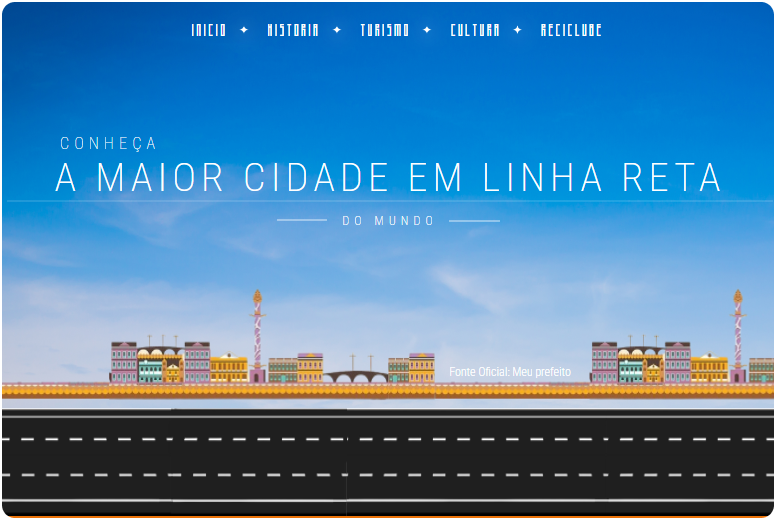 INICIO ✦ HISTORIA ✦ TURISMO ✦ CULTURA ✦ RECICLUBE
CONHEÇA
A MAIOR CIDADE EM LINHA RETA
DO MUNDO
Fonte Oficial: Meu prefeito